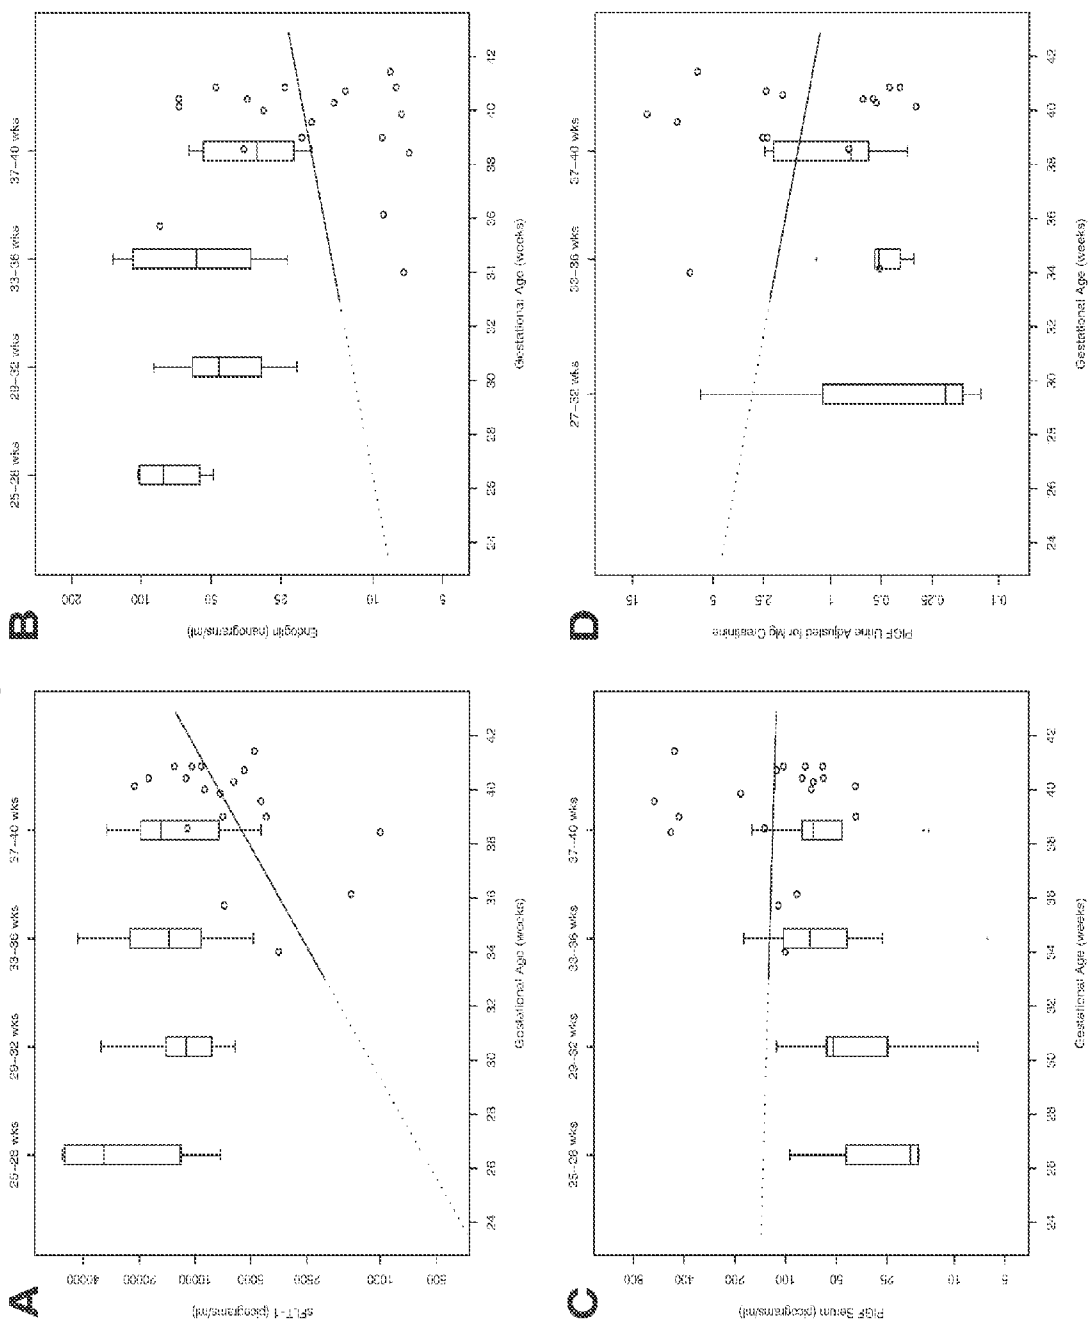 A
25-28 wks
29-32 wks
33-36 wks
37-40 wks
sFLT-1 (picograms/ml)
40000
20000
10000
5000
2500
1000
500
24 26 28 30 32 34 36 38 40 42
Gestational Age (weeks)
B
25-28 wks
29-32 wks
33-36 wks
37-40 wks
Endoglin (nanograms/ml)
200
100
50
25
10
5
24 26 28 30 32 34 36 38 40 42
Gestational Age (weeks)
C
25-28 wks
29-32 wks
33-36 wks
37-40 wks
PlGF Serum (picograms/ml)
800
400
200
100
50
25
10
5
24 26 28 30 32 34 36 38 40 42
Gestational Age (weeks)
D
27-32 wks
33-36 wks
37-40 wks
PlGF Urine Adjusted for Mg Creatinine
15
5
2.5
1
0.5
0.25
0.1
24 26 28 30 32 34 36 38 40 42
Gestational Age (weeks)